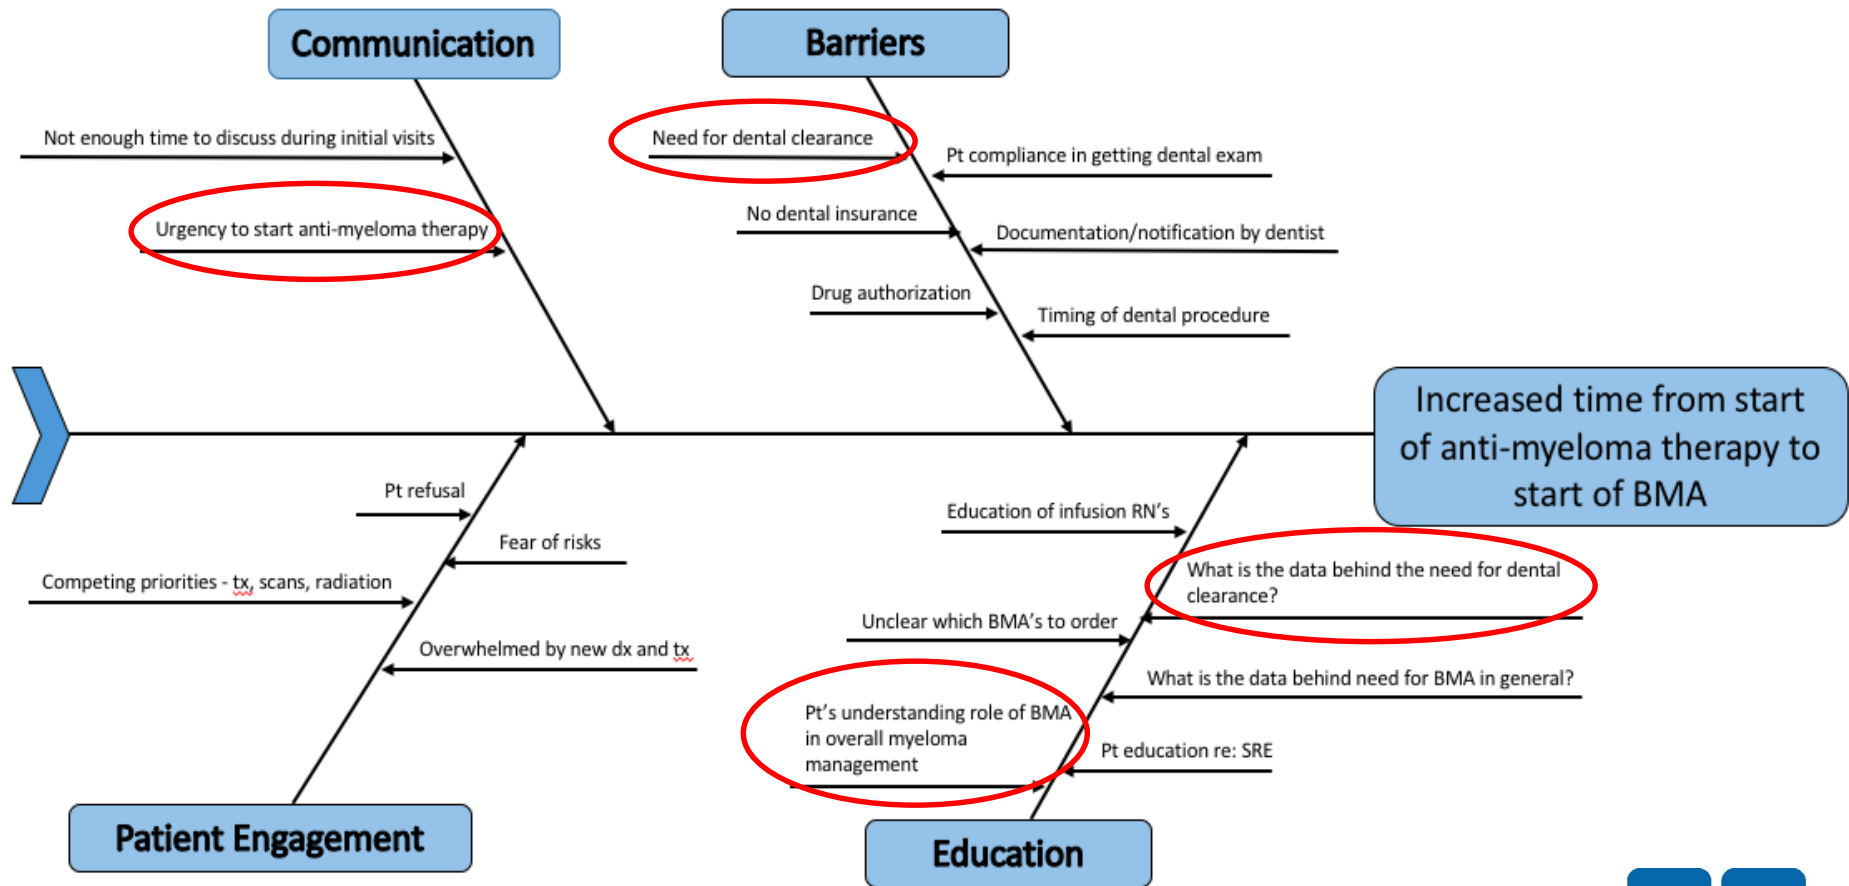 Communication
Barriers
Not enough time to discuss during initial visits
Urgency to start anti-myeloma therapy
Need for dental clearance
Pt compliance in getting dental exam
No dental insurance
Documentation/notification by dentist
Drug authorization
Timing of dental procedure
Increased time from start
of anti-myeloma therapy to
start of BMA
Pt refusal
Fear of risks
Competing priorities - tx, scans, radiation
Overwhelmed by new dx and tx
Education of infusion RN's
What is the data behind the need for dental
clearance?
Unclear which BMA's to order
What is the data behind need for BMA in general?
Pt's understanding role of BMA
in overall myeloma
management
Pt education re: SRE
Patient Engagement
Education